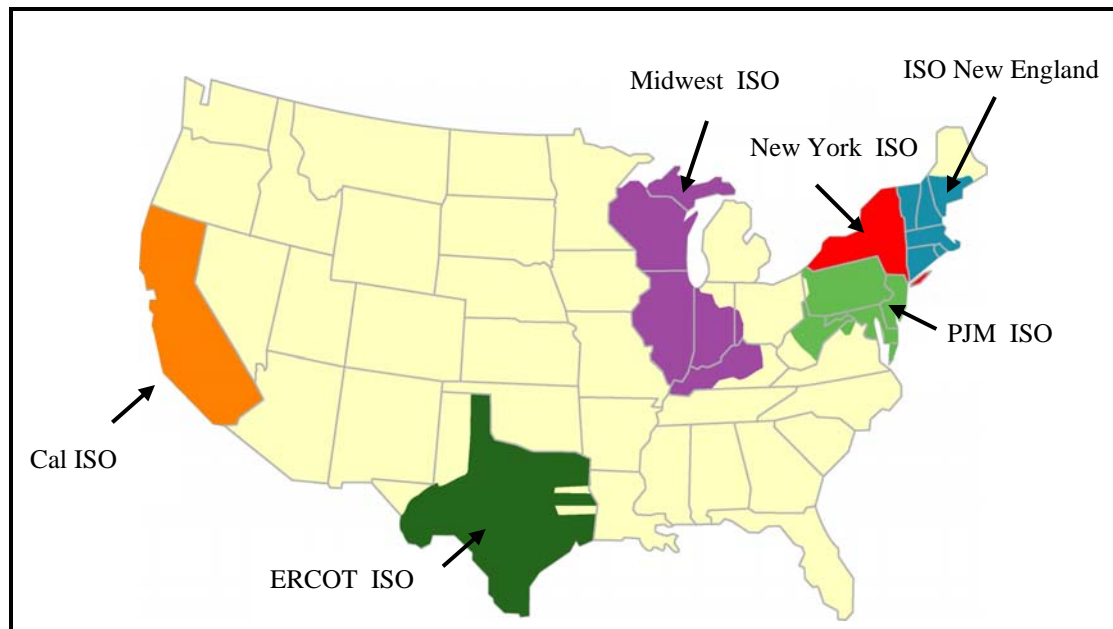 Midwest ISO
ISO New England
New York ISO
PJM ISO
Cal ISO
ERCOT ISO